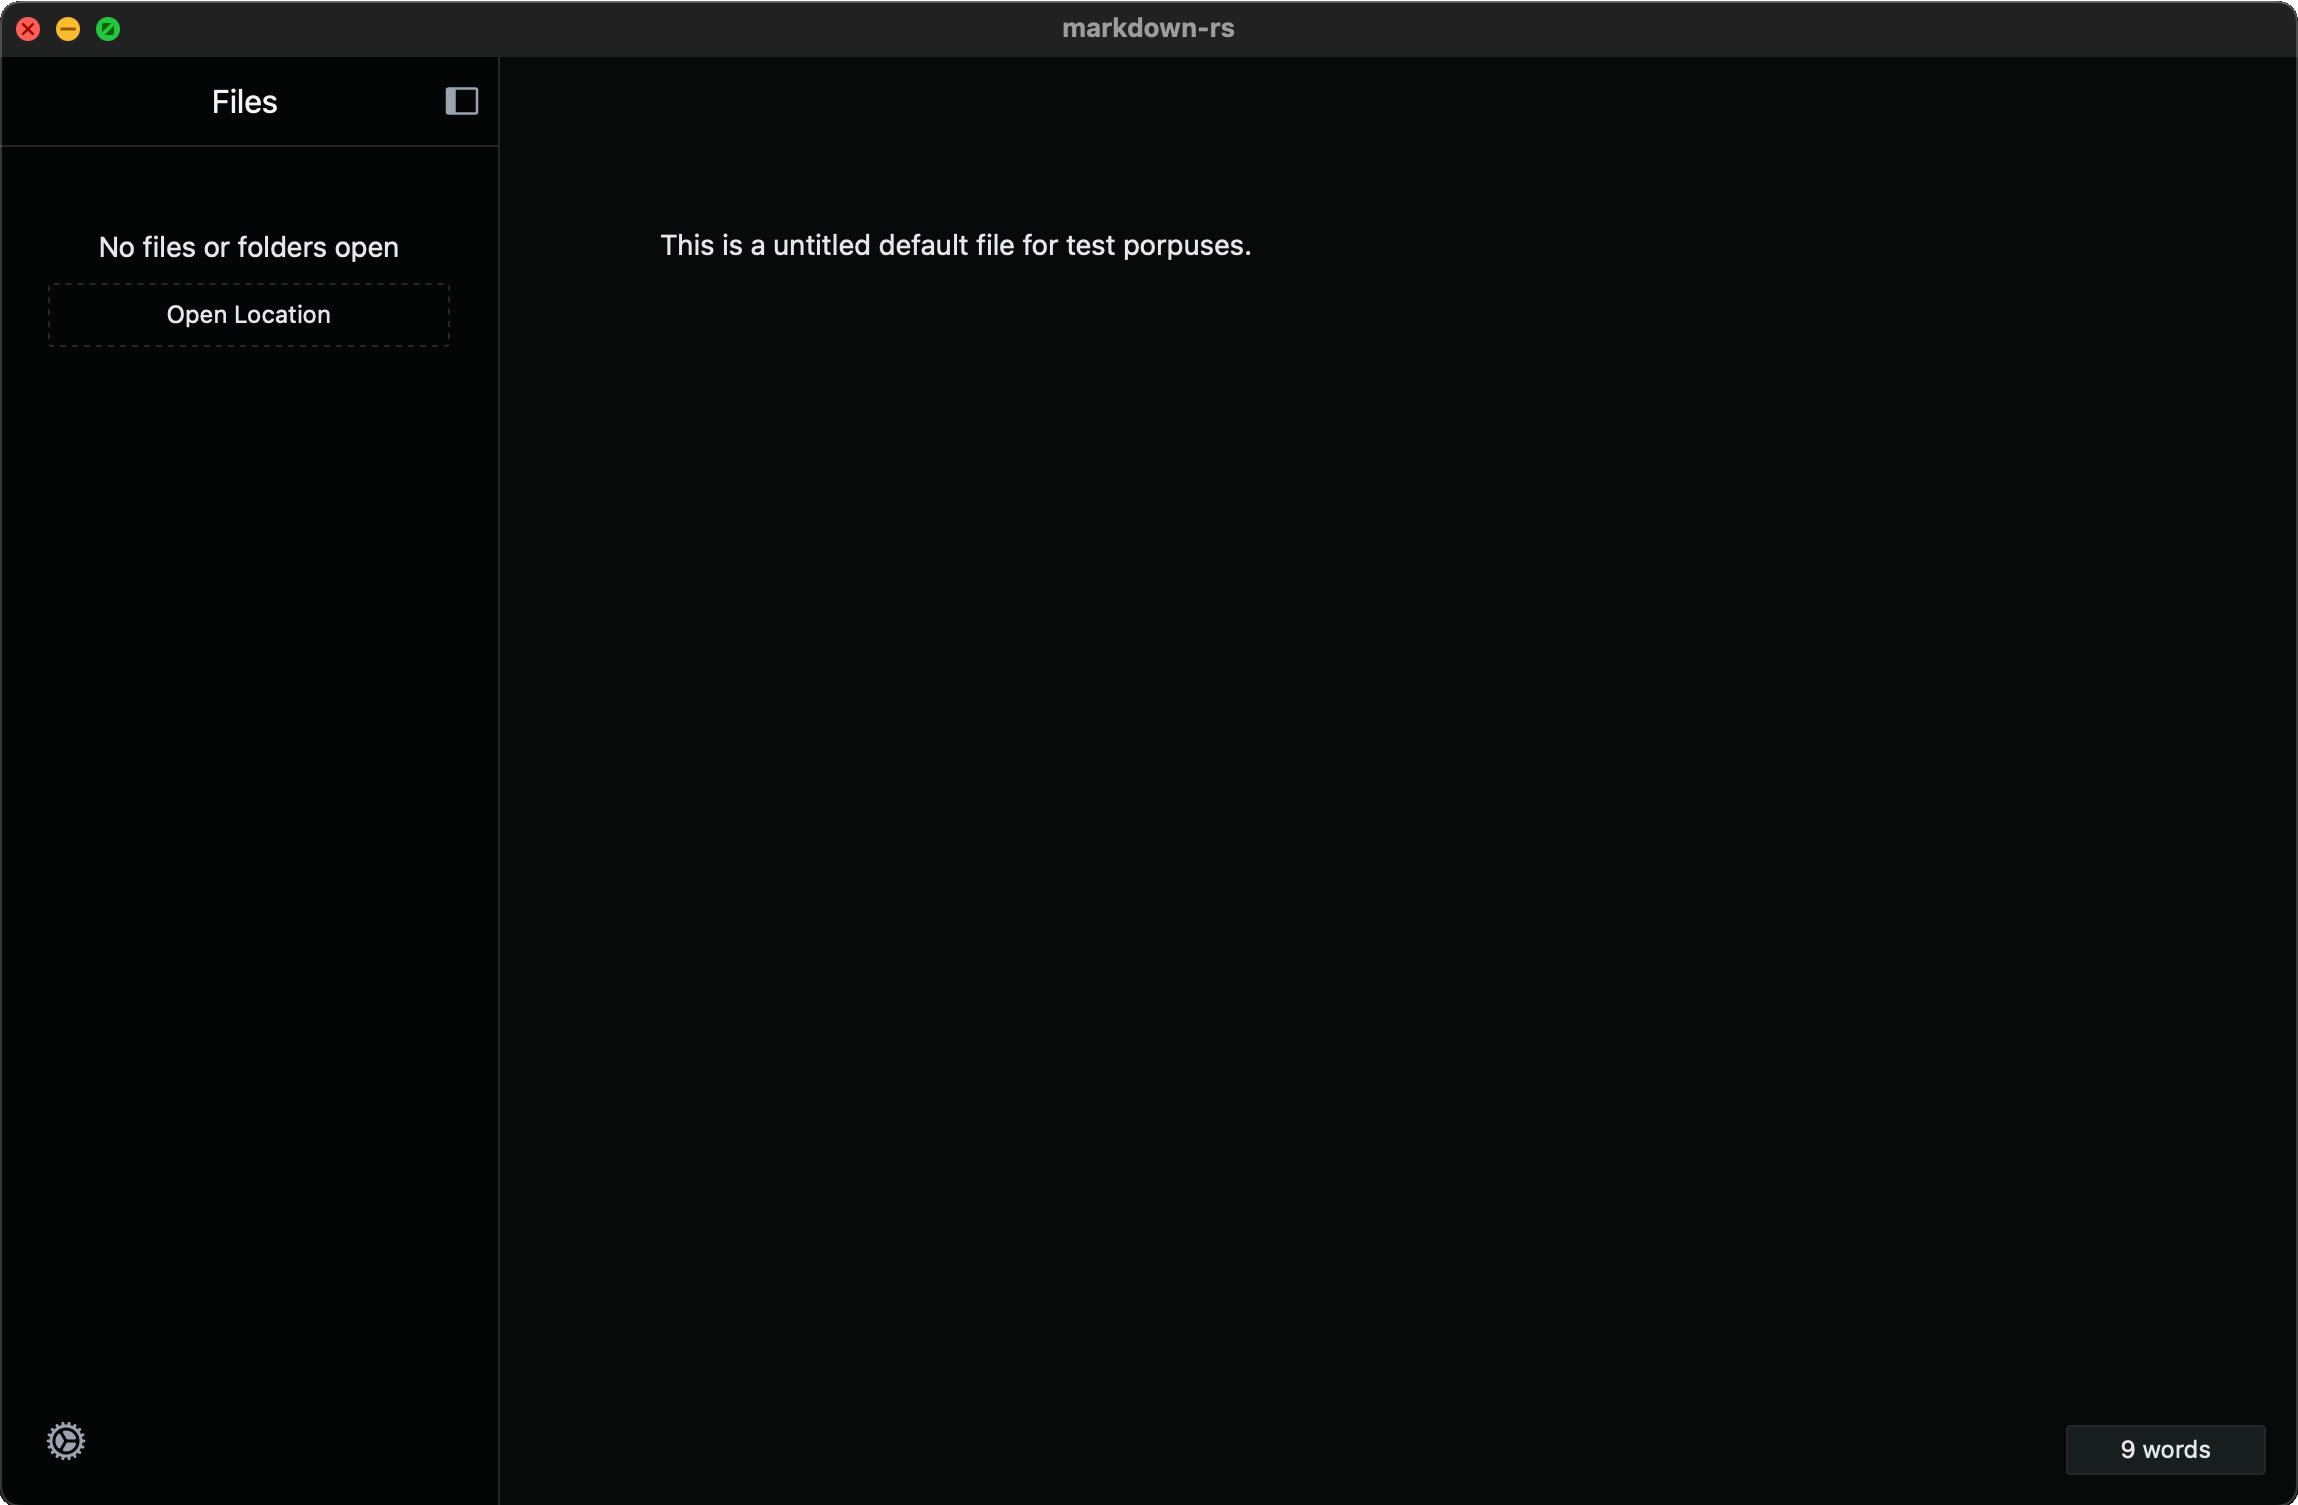 markdown-rs
Files
No files or folders open
Open Location
This is a untitled default file for test porpuses.
9 words